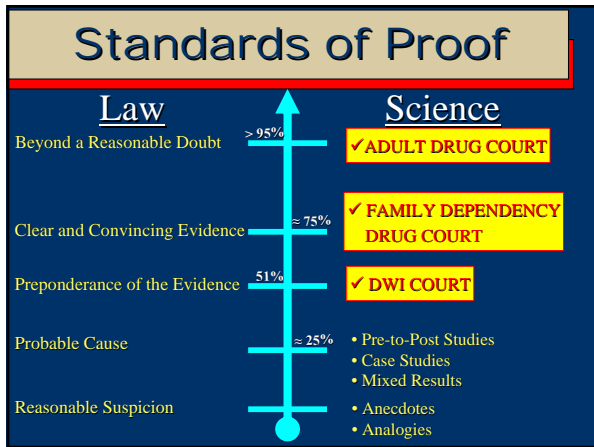 Standards of Proof
Law
Science
> 95%
Beyond a Reasonable Doubt
✓ADULT DRUG COURT
≈ 75%
✓ FAMILY DEPENDENCY
DRUG COURT
Clear and Convincing Evidence
51%
Preponderance of the Evidence
✓ DWI COURT
≈ 25%
Probable Cause
• Pre-to-Post Studies
• Case Studies
• Mixed Results
Reasonable Suspicion
• Anecdotes
• Analogies